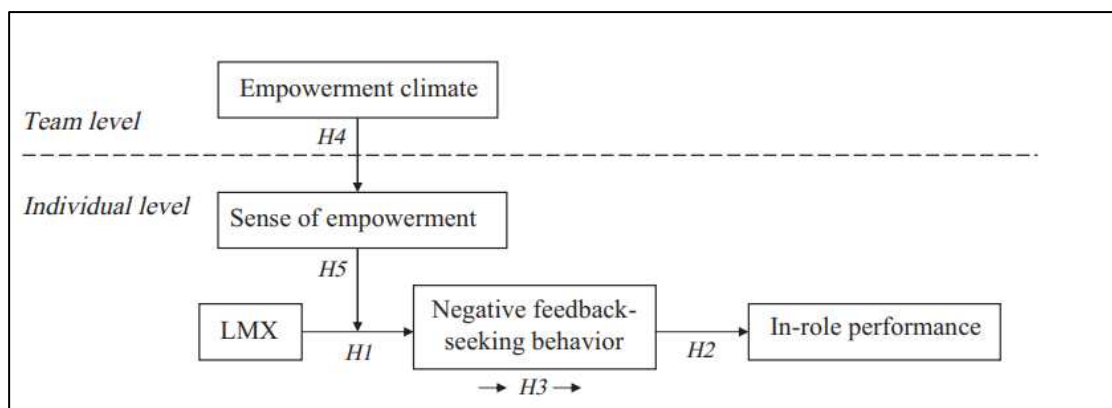 Empowerment climate
Team level
H4
Individual level
Sense of empowerment
H5
LMX
H1
Negative feedback-
seeking behavior
H2
In-role performance
→ H3 →